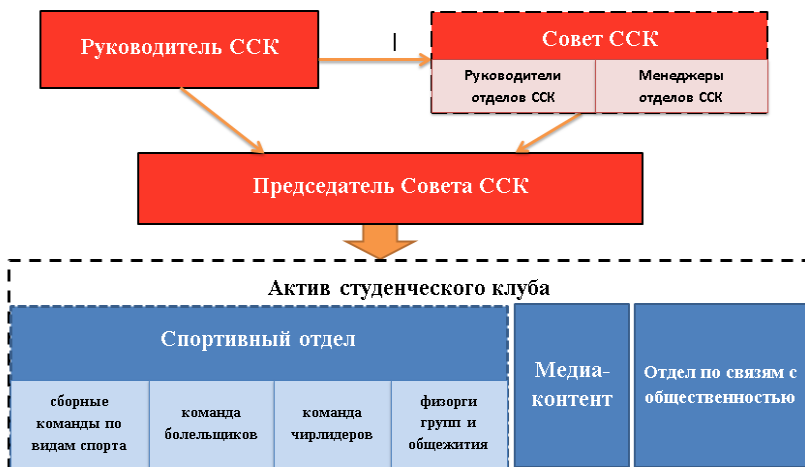 Руководитель ССК
Совет ССК
Руководители
отделов ССК
Менеджеры
отделов ССК
Председатель Совета ССК
Актив студенческого клуба
Спортивный отдел
сборные
команды по
видам спорта
команда
болельщиков
команда
чирлидеров
физорги
групп и
общежития
Медиа-
контент
Отдел по связям с
общественностью